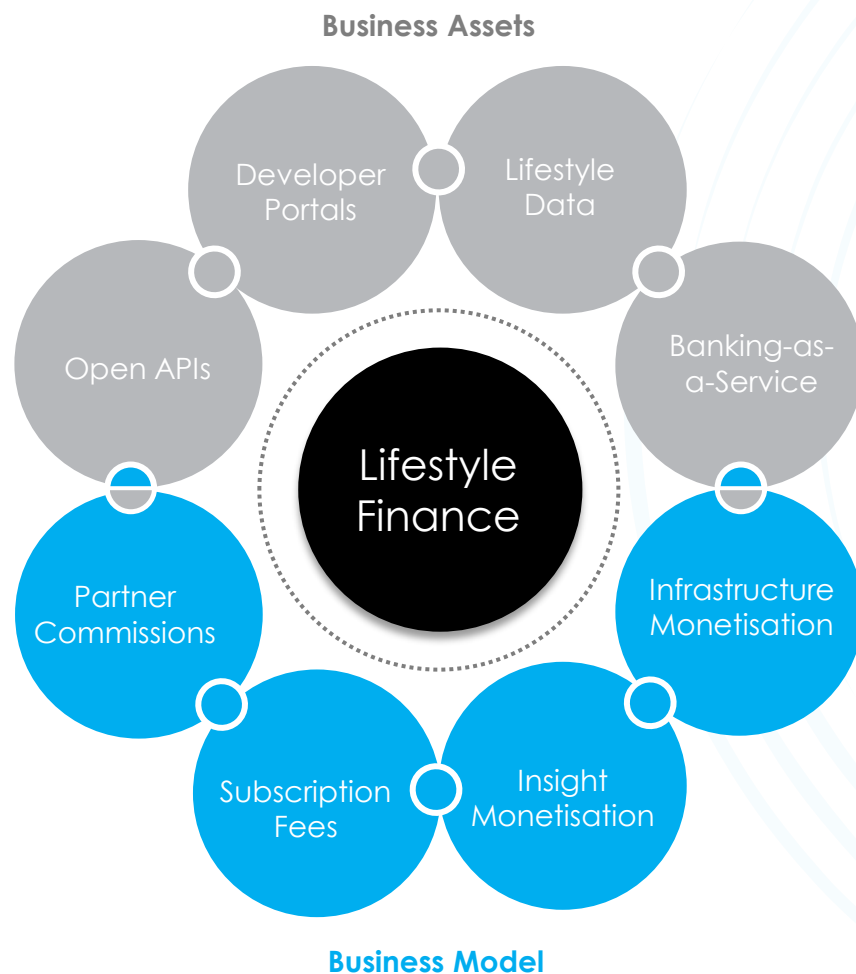 Business Assets
Developer
Portals
Lifestyle
Data
Open APIs
Banking-as-
a-Service
Lifestyle
Finance
Partner
Commissions
Infrastructure
Monetisation
Subscription
Fees
Insight
Monetisation
Business Model